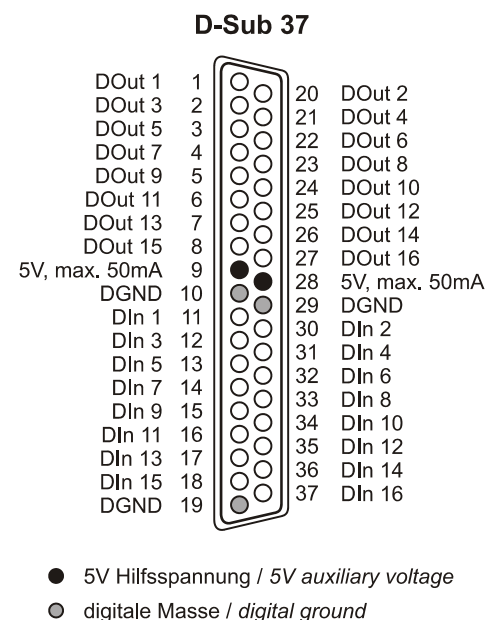 D-Sub 37
DOut 1 1
DOut 3 2
DOut 5 3
DOut 7 4
DOut 9 5
DOut 11 6
DOut 13 7
DOut 15 8
5V, max. 50mA 9
DGND 10
DIn 1 11
DIn 3 12
DIn 5 13
DIn 7 14
DIn 9 15
DIn 11 16
DIn 13 17
DIn 15 18
DGND 19
20 DOut 2
21 DOut 4
22 DOut 6
23 DOut 8
24 DOut 10
25 DOut 12
26 DOut 14
27 DOut 16
28 5V, max. 50mA
29 DGND
30 DIn 2
31 DIn 4
32 DIn 6
33 DIn 8
34 DIn 10
35 DIn 12
36 DIn 14
37 DIn 16
5V Hilfsspannung / 5V auxiliary voltage
digitale Masse / digital ground